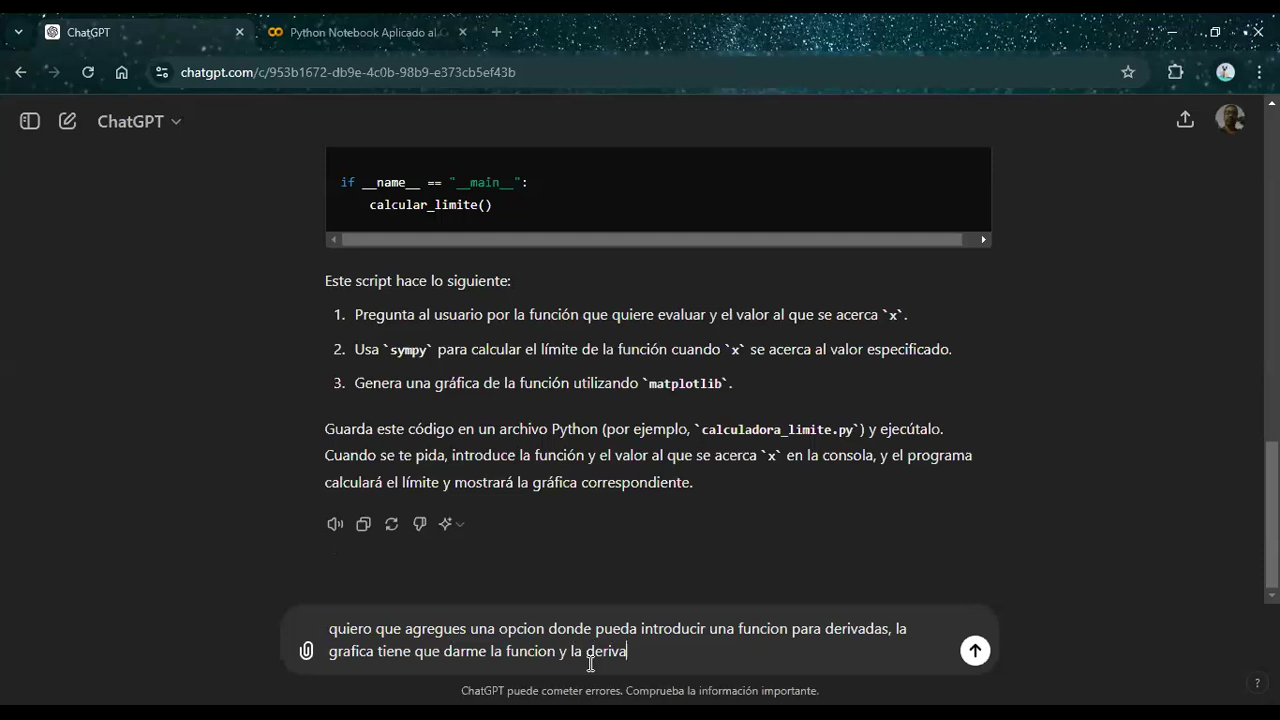 ChatGPT
Python Notebook Aplicado al C
chatgpt.com/c/953b1672-db9e-4c0b-98b9-e373cb5ef43b
ChatGPT
if __name__ == "__main__":
calcular_limite()
Este script hace lo siguiente:
1. Pregunta al usuario por la función que quiere evaluar y el valor al que se acerca `x`.
2. Usa `sympy` para calcular el límite de la función cuando `x` se acerca al valor especificado.
3. Genera una gráfica de la función utilizando `matplotlib`.
Guarda este código en un archivo Python (por ejemplo, `calculadora_limite.py`) y ejecútalo.
Cuando se te pida, introduce la función y el valor al que se acerca `x` en la consola, y el programa
calculará el límite y mostrará la gráfica correspondiente.
quiero que agregues una opcion donde pueda introducir una funcion para derivadas, la
grafica tiene que darme la funcion y la deriva
ChatGPT puede cometer errores. Comprueba la información importante.
?